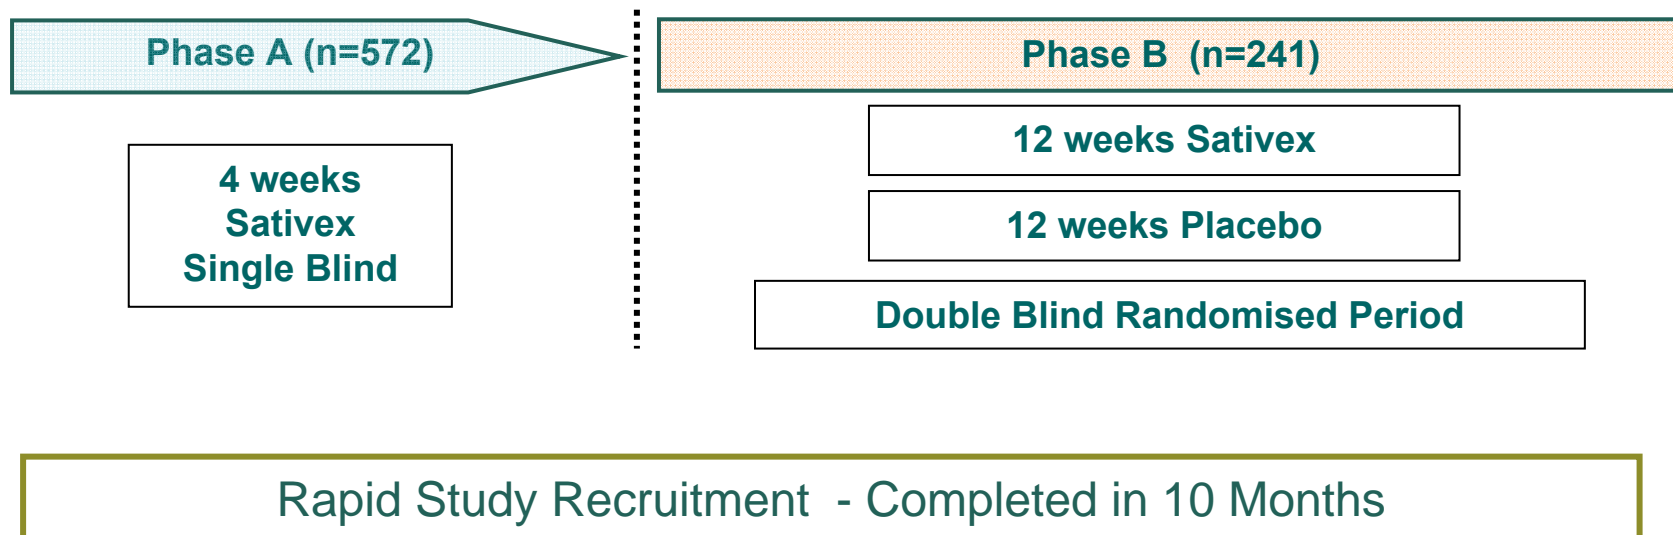 Phase A (n=572)
Phase B (n=241)
4 weeks
Sativex
Single Blind
12 weeks Sativex
12 weeks Placebo
Double Blind Randomised Period
Rapid Study Recruitment - Completed in 10 Months